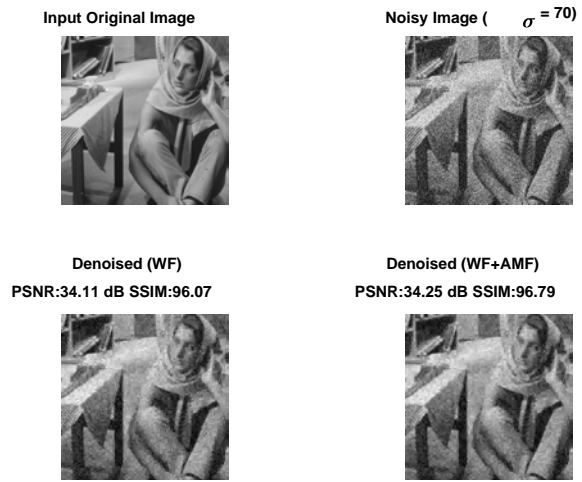 Input Original Image
Noisy Image ( σ = 70)
Denoised (WF)
PSNR:34.11 dB SSIM:96.07
Denoised (WF+AMF)
PSNR:34.25 dB SSIM:96.79